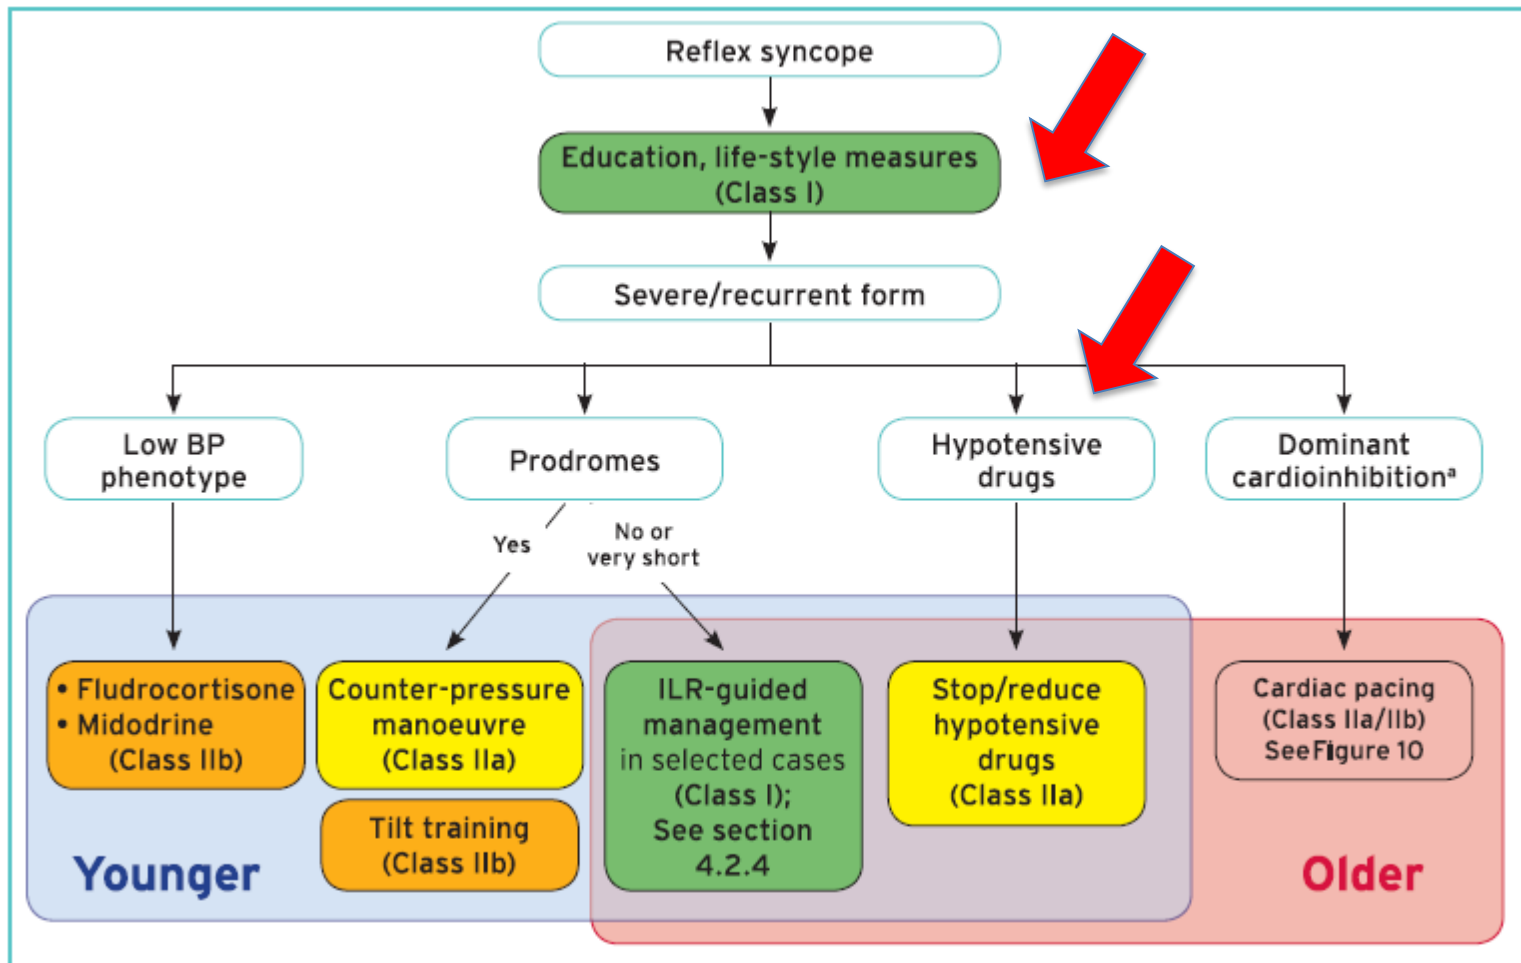 Reflex syncope
Education, life-style measures
(Class I)
Severe/recurrent form
Low BP
phenotype
Prodromes
Hypotensive
drugs
Dominant
cardioinhibitionᵃ
Yes
No or
very short
• Fludrocortisone
• Midodrine
(Class IIb)
Counter-pressure
manoeuvre
(Class IIa)
Tilt training
(Class IIb)
ILR-guided
management
in selected cases
(Class I);
See section
4.2.4
Stop/reduce
hypotensive
drugs
(Class IIa)
Cardiac pacing
(Class IIa/IIb)
See Figure 10
Younger
Older